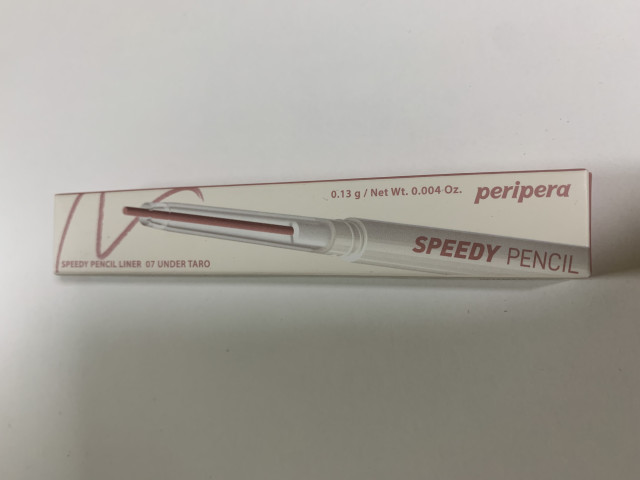 0.13 g / Net Wt. 0.004 Oz.
peripera
SPEEDY PENCIL
SPEEDY PENCIL LINER 07 UNDER TARO